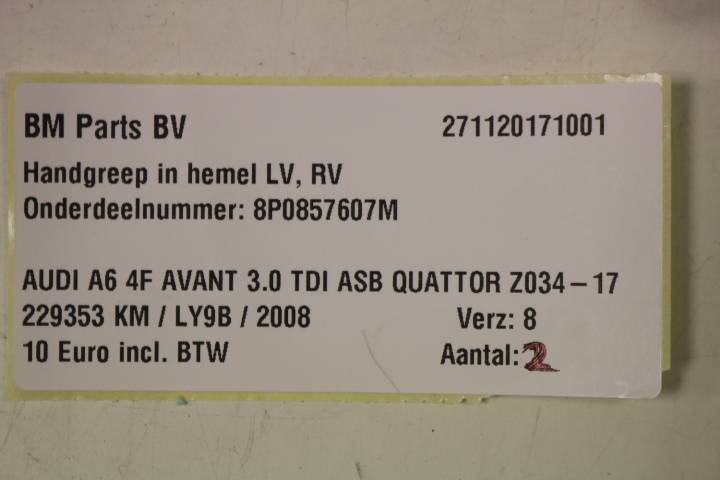 BM Parts BV 271120171001
Handgreep in hemel LV, RV
Onderdeelnummer: 8P0857607M
AUDI A6 4F AVANT 3.0 TDI ASB QUATTOR Z034-17
229353 KM / LY9B / 2008 Verz: 8
10 Euro incl. BTW Aantal: 2